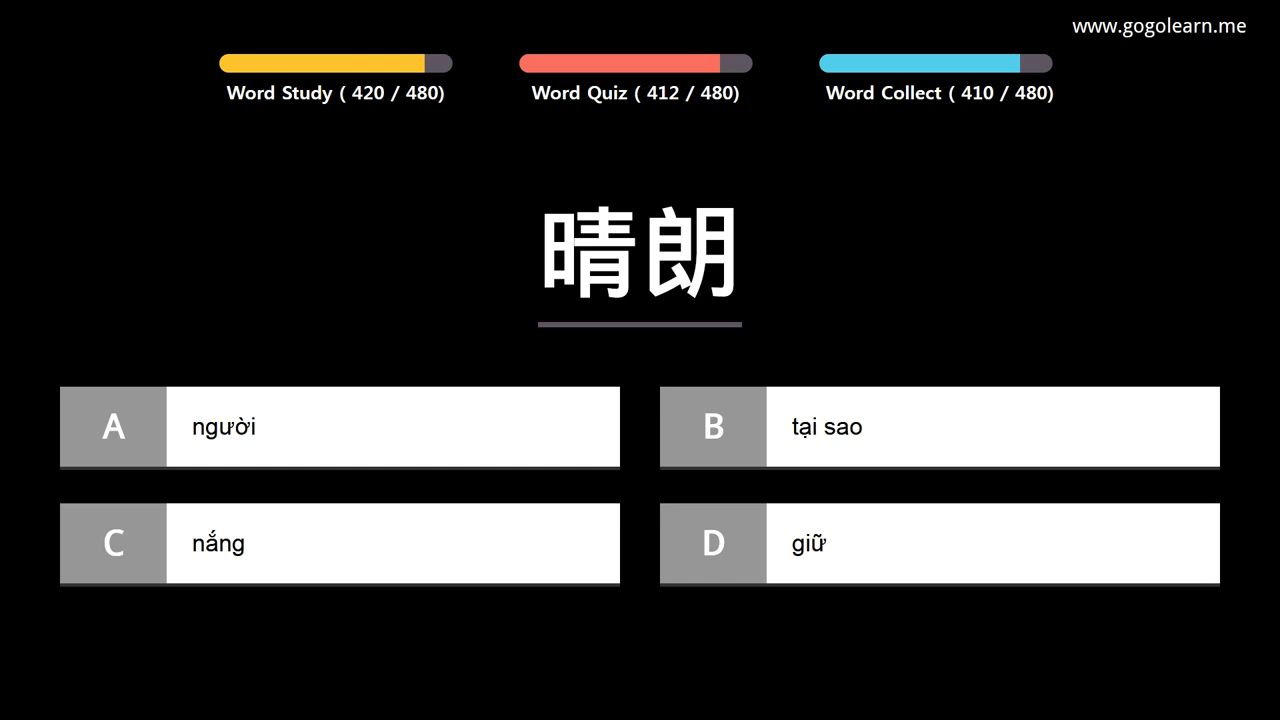 www.gogolearn.me
Word Study ( 420 / 480)
Word Quiz ( 412 / 480)
Word Collect ( 410 / 480)
晴朗
A người
B tại sao
C nắng
D giữ